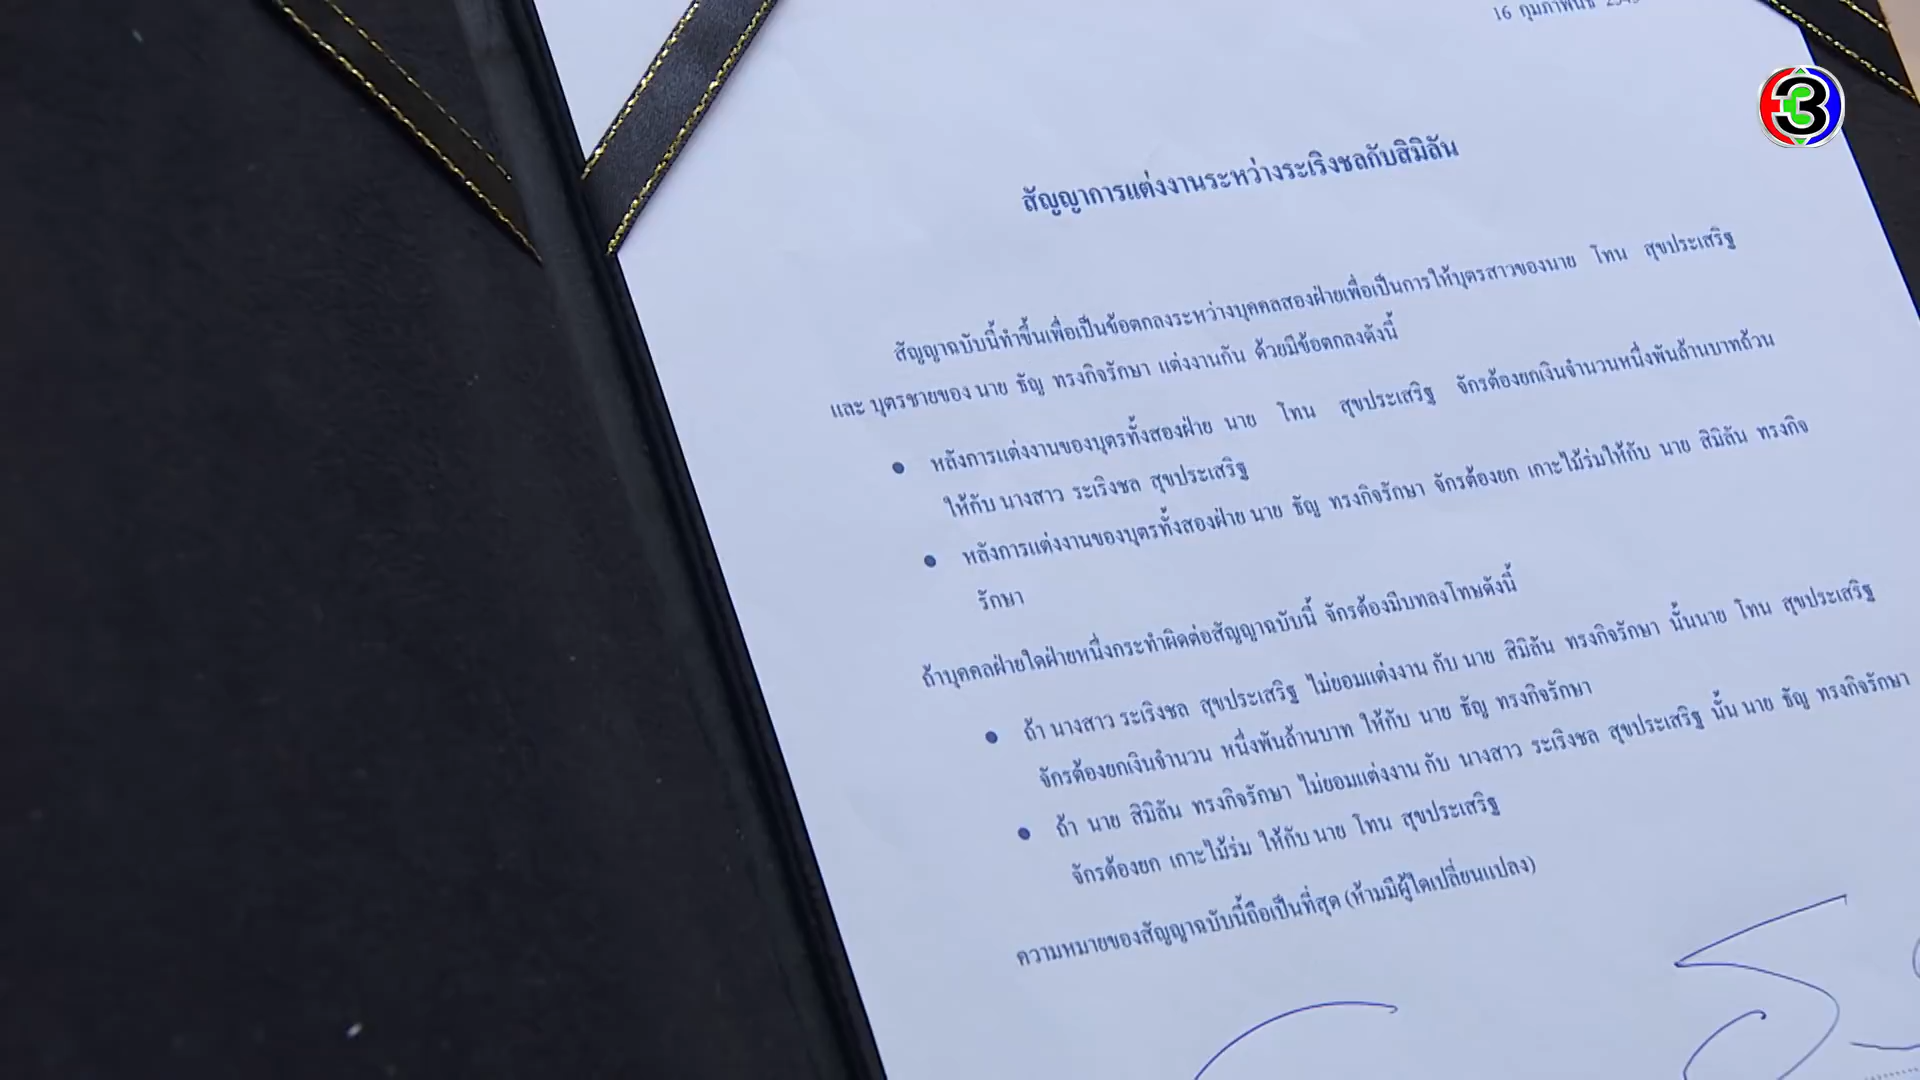 16 กุมภาพันธ์
3
สัญญาการแต่งงานระหว่างระเริงชลกับสิมิลัน
สัญญาฉบับนี้ทำขึ้นเพื่อเป็นข้อตกลงระหว่างบุคคลสองฝ่ายเพื่อเป็นการให้บุตรสาวของนาย โทน สุขประเสริฐ
และ บุตรชายของ นาย ธัญ ทรงกิจรักษา แต่งงานกัน ด้วยมีข้อตกลงดังนี้
● หลังการแต่งงานของบุตรทั้งสองฝ่าย นาย โทน สุขประเสริฐ จักรต้องยกเงินจำนวนหนึ่งพันล้านบาทถ้วน
ให้กับ นางสาว ระเริงชล สุขประเสริฐ
● หลังการแต่งงานของบุตรทั้งสองฝ่าย นาย ธัญ ทรงกิจรักษา จักรต้องยก เกาะไม้ร่มให้กับ นาย สิมิลัน ทรงกิจ
รักษา
ถ้าบุคคลฝ่ายใดฝ่ายหนึ่งกระทำผิดต่อสัญญาฉบับนี้ จักรต้องมีบทลงโทษดังนี้
● ถ้า นางสาว ระเริงชล สุขประเสริฐ ไม่ยอมแต่งงาน กับ นาย สิมิลัน ทรงกิจรักษา นั้นนาย โทน สุขประเสริฐ
จักรต้องยกเงินจำนวน หนึ่งพันล้านบาท ให้กับ นาย ธัญ ทรงกิจรักษา
● ถ้า นาย สิมิลัน ทรงกิจรักษา ไม่ยอมแต่งงาน กับ นางสาว ระเริงชล สุขประเสริฐ นั้น นาย ธัญ ทรงกิจรักษา
จักรต้องยก เกาะไม้ร่ม ให้กับ นาย โทน สุขประเสริฐ
ความหมายของสัญญาฉบับนี้ถือเป็นที่สุด (ห้ามมีผู้ใดเปลี่ยนแปลง)